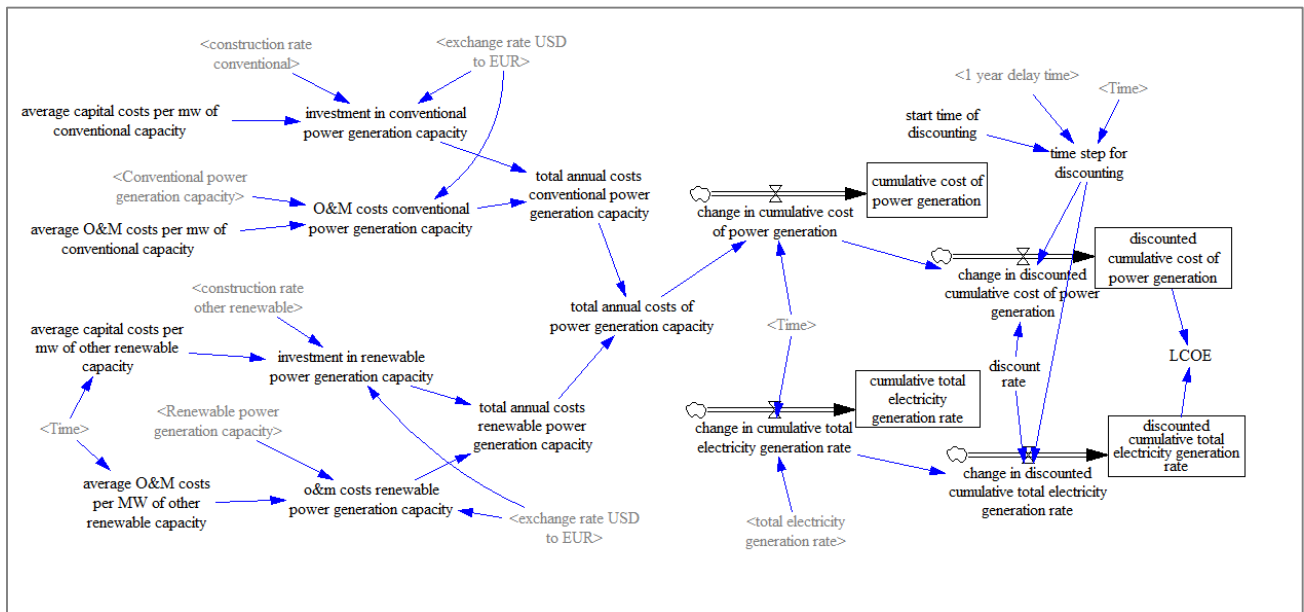 <construction rate
conventional>
<exchange rate USD
to EUR>
average capital costs per mw of
conventional capacity
investment in conventional
power generation capacity
<Conventional power
generation capacity>
average O&M costs per mw of
conventional capacity
O&M costs conventional
power generation capacity
total annual costs
conventional power
generation capacity
<construction rate
other renewable>
average capital costs per
mw of other renewable
capacity
investment in renewable
power generation capacity
<Time>
<Renewable power
generation capacity>
average O&M costs
per MW of other
renewable capacity
o&m costs renewable
power generation capacity
total annual costs
renewable power
generation capacity
<exchange rate USD
to EUR>
total annual costs of
power generation capacity
change in cumulative cost
of power generation
cumulative cost of
power generation
<Time>
change in cumulative total
electricity generation rate
cumulative total
electricity generation rate
<total electricity
generation rate>
<1 year delay time>
<Time>
start time of
discounting
time step for
discounting
change in discounted
cumulative cost of power
generation
discounted
cumulative cost of
power generation
discount
rate
LCOE
change in discounted
cumulative total electricity
generation rate
discounted
cumulative total
electricity generation
rate